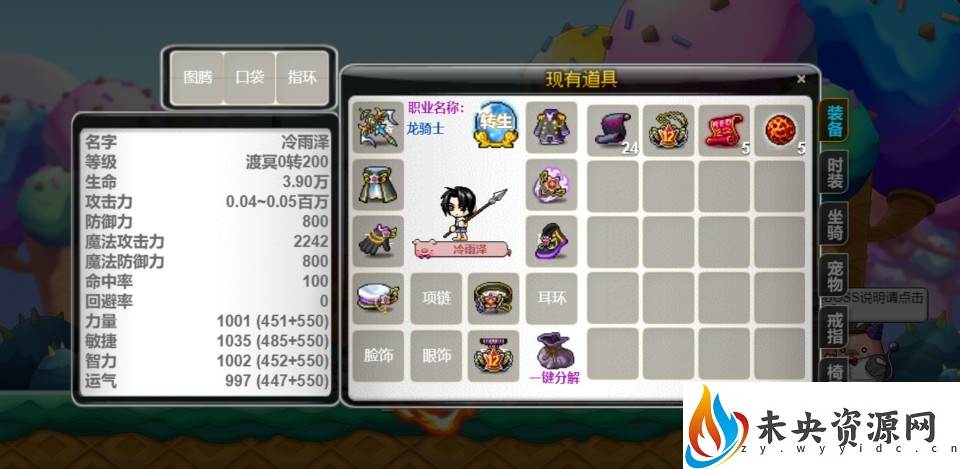 图腾 口袋 指环
现有道具
名字 冷雨泽
等级 渡冥0转200
生命 3.90万
攻击力 0.04~0.05百万
防御力 800
魔法攻击力 2242
魔法防御力 800
命中率 100
回避率 0
力量 1001 (451+550)
敏捷 1035 (485+550)
智力 1002 (452+550)
运气 997 (447+550)
职业名称：
龙骑士
转生
冷雨泽
项链 耳环
脸饰 眼饰
12
一键分解
24
12
5
5
装备
时装
坐骑
宠物
戒指
椅
BOSS说明请点击
未央资源网
zy.wyyidc.cn